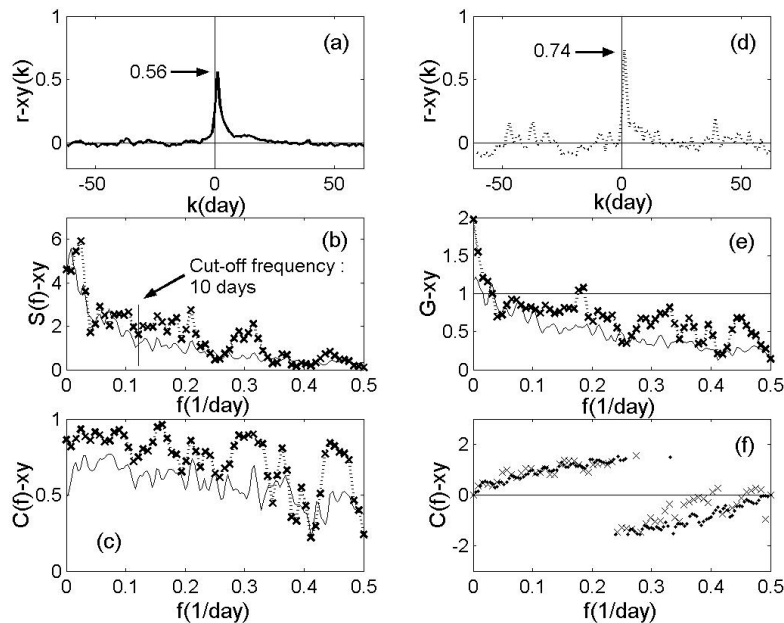 (a)
0.56
r-xy(k)
1
0.5
0
-50
0
50
k(day)
(d)
0.74
r-xy(k)
1
0.5
0
-50
0
50
k(day)
(b)
Cut-off frequency :
10 days
S(f)-xy
6
4
2
0
0
0.1
0.2
0.3
0.4
0.5
f(1/day)
(e)
G-xy
2
1.5
1
0.5
0
0
0.1
0.2
0.3
0.4
0.5
f(1/day)
(c)
C(f)-xy
1
0.5
0
0
0.1
0.2
0.3
0.4
0.5
f(1/day)
(f)
C(f)-xy
2
0
-2
0
0.1
0.2
0.3
0.4
0.5
f(1/day)